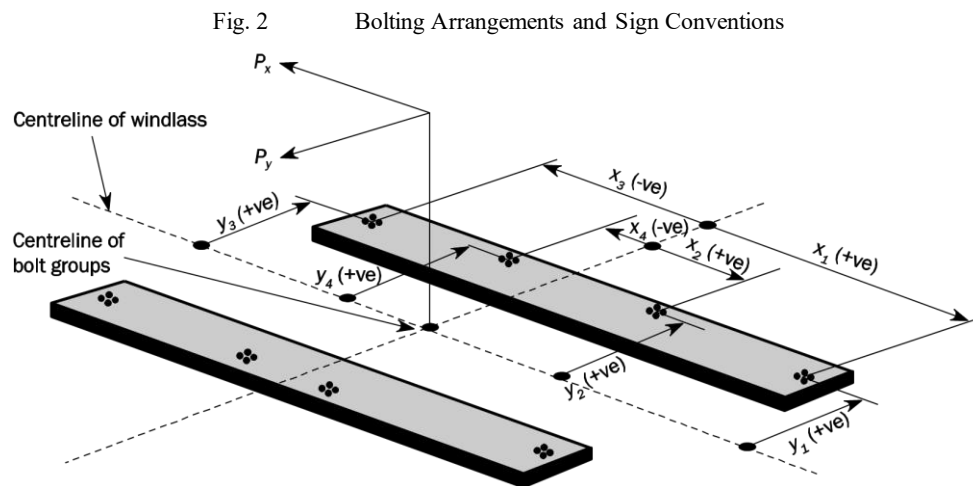 Fig. 2 Bolting Arrangements and Sign Conventions
Pₓ
Centreline of windlass
P_y
x₃ (-ve)
y₃ (+ve)
x₄ (-ve)
x₂ (+ve)
x₁ (+ve)
Centreline of
bolt groups
y₄ (+ve)
y₂ (+ve)
y₁ (+ve)